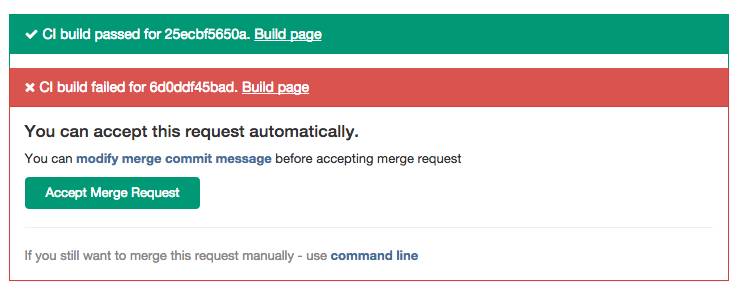 ✔ CI build passed for 25ecbf5650a. Build page
✖ CI build failed for 6d0ddf45bad. Build page
You can accept this request automatically.
You can modify merge commit message before accepting merge request
Accept Merge Request
If you still want to merge this request manually - use command line